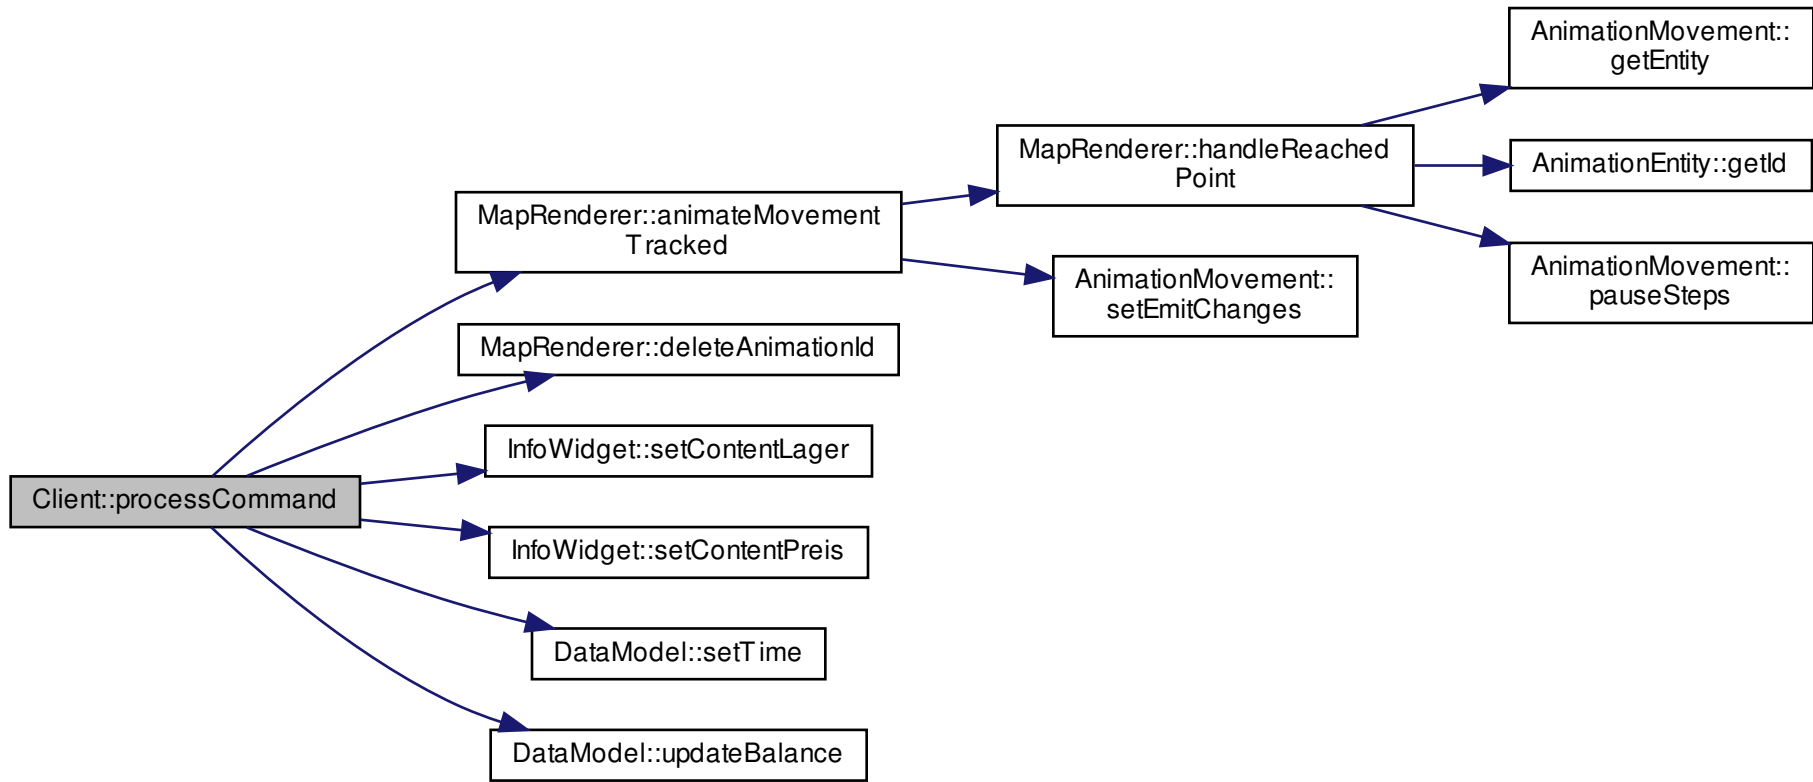 AnimationMovement::
getEntity
MapRenderer::handleReached
Point
AnimationEntity::getId
MapRenderer::animateMovement
Tracked
AnimationMovement::
setEmitChanges
AnimationMovement::
pauseSteps
MapRenderer::deleteAnimationId
InfoWidget::setContentLager
Client::processCommand
InfoWidget::setContentPreis
DataModel::setTime
DataModel::updateBalance